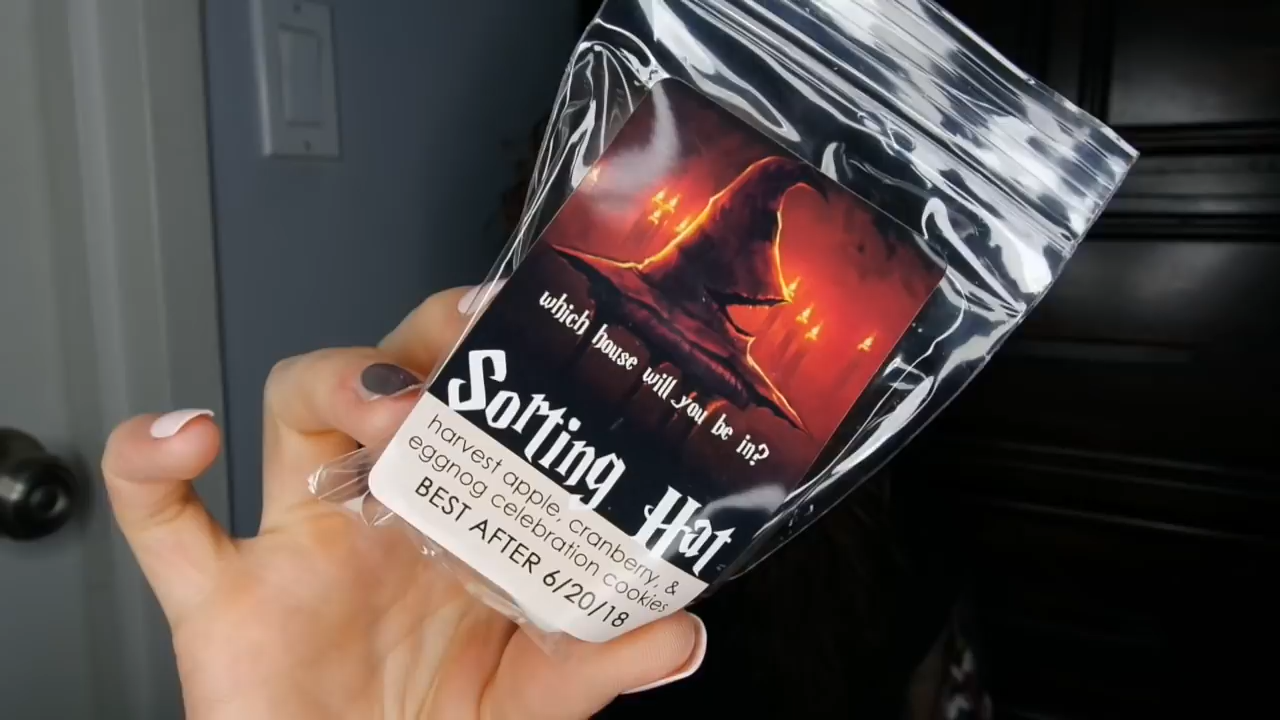 which house will you be in?
Sorting Hat
harvest apple, cranberry, &
eggnog celebration cookies
BEST AFTER 6/20/18